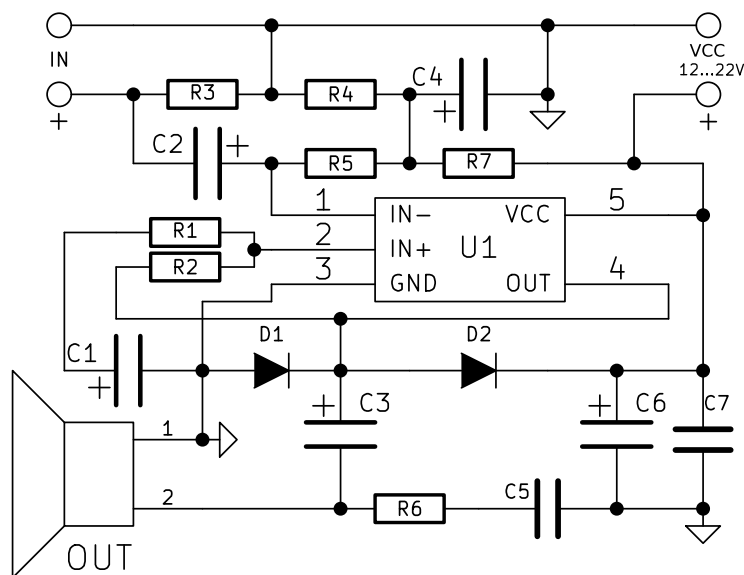 IN
VCC
12...22V
R3
R4
C4
+
+
+
C2
+
R5
R7
1
IN-
VCC
5
R1
2
IN+
U1
R2
3
GND
OUT
4
D1
D2
C1
+
+
C3
+
C6
C7
1
2
R6
C5
OUT